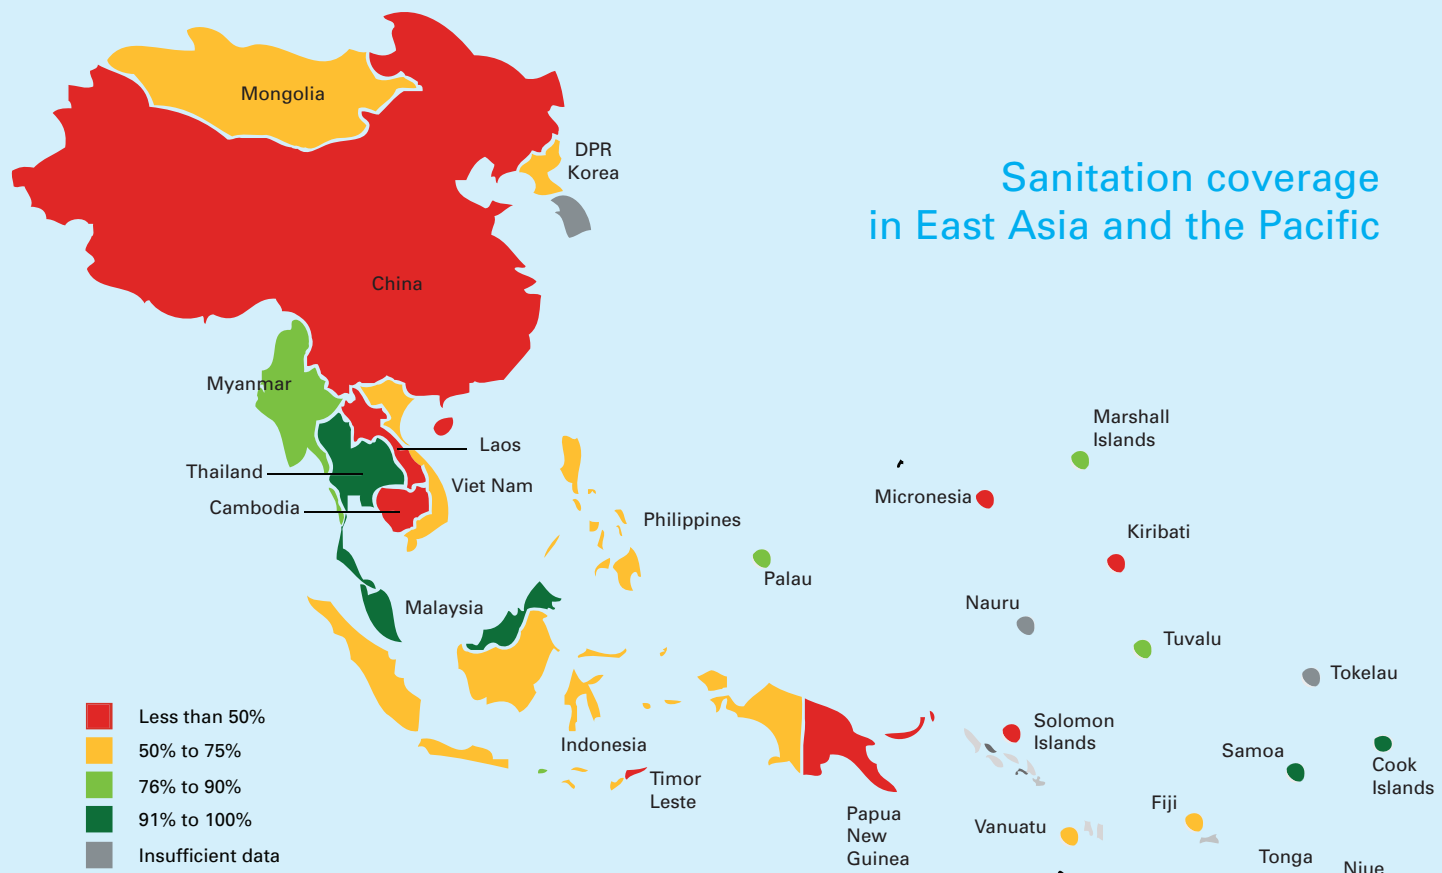 Mongolia
DPR
Korea
Sanitation coverage
in East Asia and the Pacific
China
Myanmar
Marshall
Islands
Laos
Thailand
Viet Nam
Micronesia
Cambodia
Philippines
Kiribati
Palau
Nauru
Malaysia
Tuvalu
Tokelau
Less than 50%
50% to 75%
76% to 90%
91% to 100%
Insufficient data
Indonesia
Timor
Leste
Solomon
Islands
Samoa
Cook
Islands
Papua
New
Guinea
Vanuatu
Fiji
Tonga
Niue